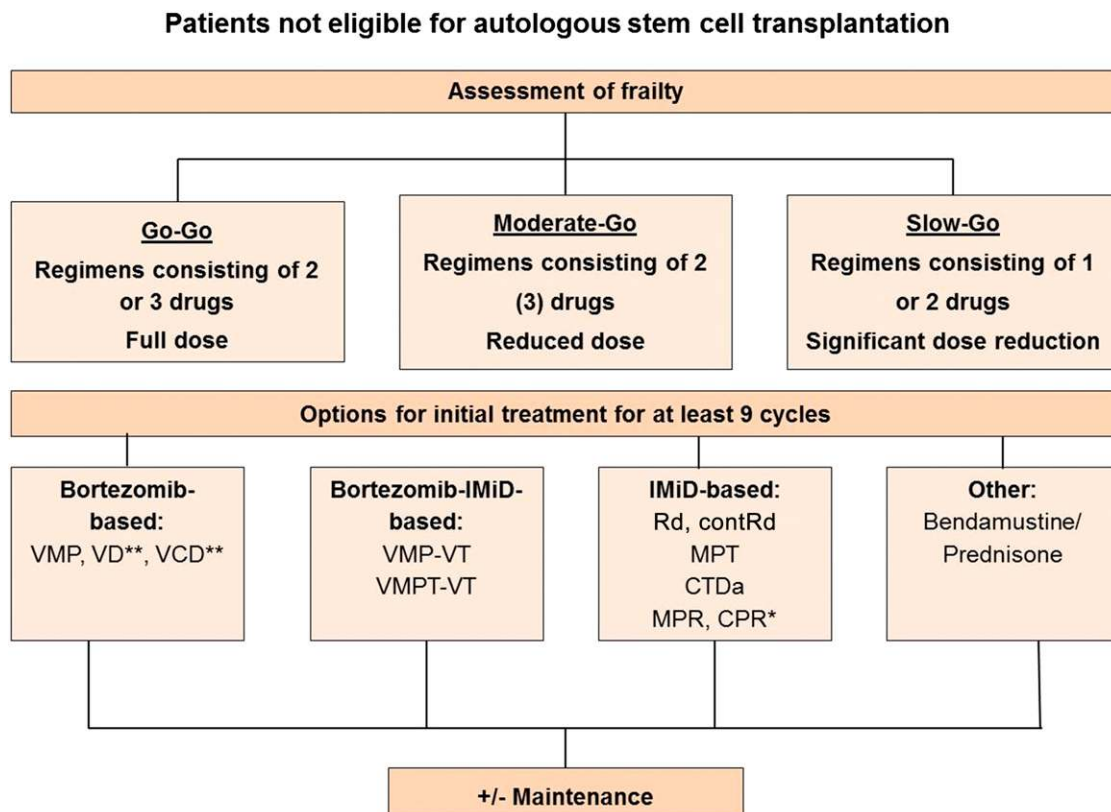 Patients not eligible for autologous stem cell transplantation
Assessment of frailty
Go-Go
Regimens consisting of 2
or 3 drugs
Full dose
Moderate-Go
Regimens consisting of 2
(3) drugs
Reduced dose
Slow-Go
Regimens consisting of 1
or 2 drugs
Significant dose reduction
Options for initial treatment for at least 9 cycles
Bortezomib-
based:
VMP, VD**, VCD**
Bortezomib-IMiD-
based:
VMP-VT
VMPT-VT
IMiD-based:
Rd, contRd
MPT
CTDa
MPR, CPR*
Other:
Bendamustine/
Prednisone
+/- Maintenance